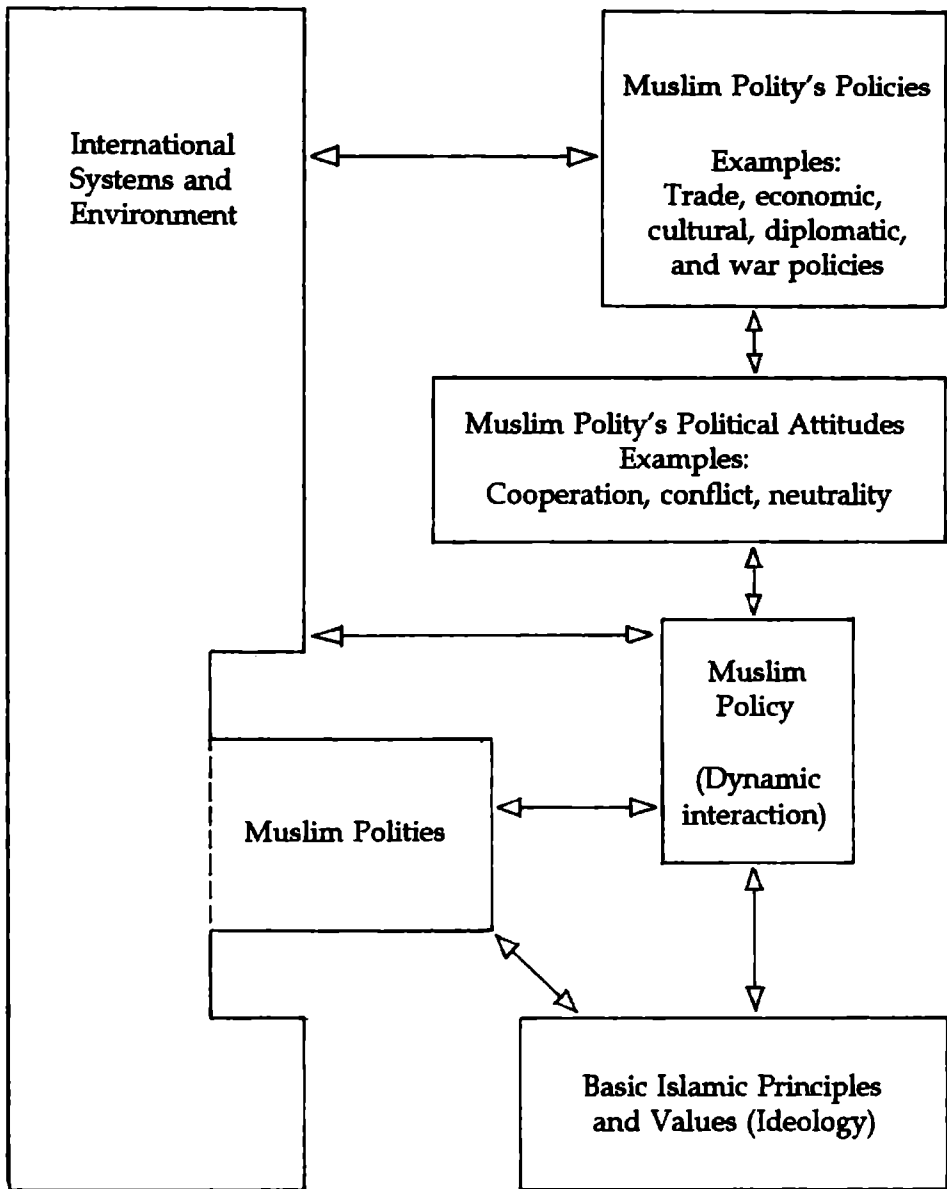 International
Systems and
Environment
Muslim Polity's Policies
Examples:
Trade, economic,
cultural, diplomatic,
and war policies
Muslim Polity's Political Attitudes
Examples:
Cooperation, conflict, neutrality
Muslim
Policy
(Dynamic
interaction)
Muslim Polities
Basic Islamic Principles
and Values (Ideology)